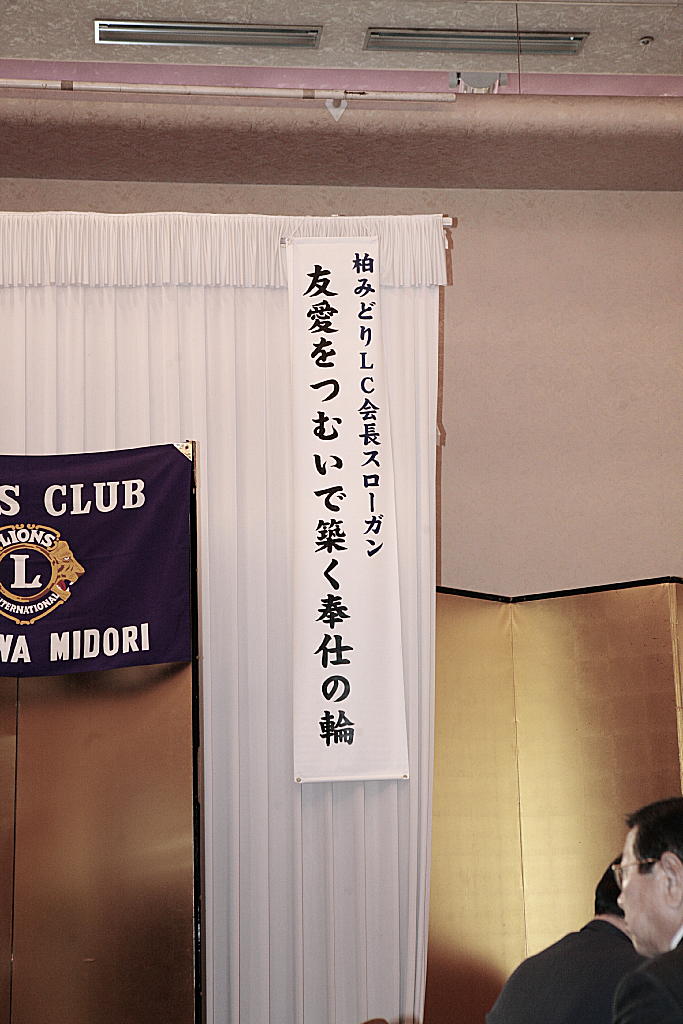 柏みどりLC会長スローガン
友愛をつむいで築く奉仕の輪
S CLUB
LIONS
L
INTERNATIONAL
WA MIDORI